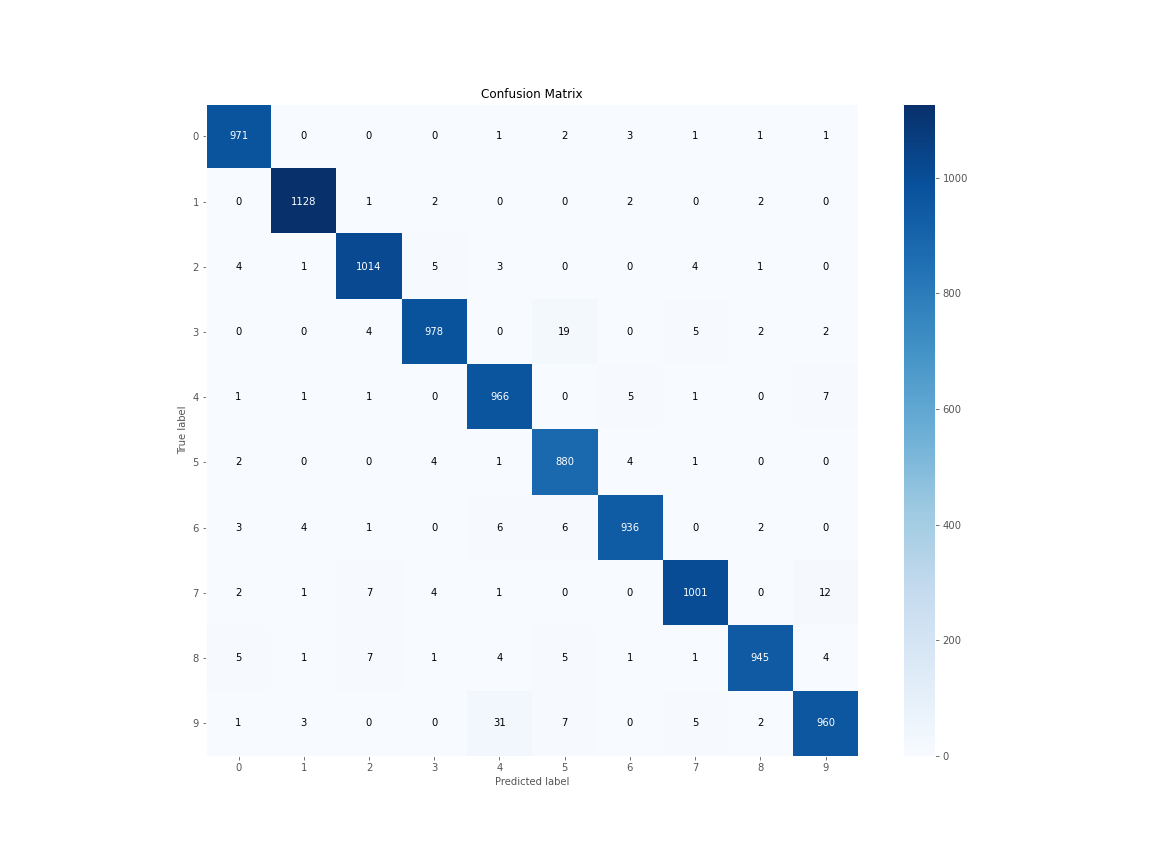 Confusion Matrix
0 971 0 0 0 1 2 3 1 1 1
1 0 1128 1 2 0 0 2 0 2 0
2 4 1 1014 5 3 0 0 4 1 0
3 0 0 4 978 0 19 0 5 2 2
4 1 1 1 0 966 0 5 1 0 7
5 2 0 0 4 1 880 4 1 0 0
6 3 4 1 0 6 6 936 0 2 0
7 2 1 7 4 1 0 0 1001 0 12
8 5 1 7 1 4 5 1 1 945 4
9 1 3 0 0 31 7 0 5 2 960
0 1 2 3 4 5 6 7 8 9
Predicted label
True label
1000
800
600
400
200
0